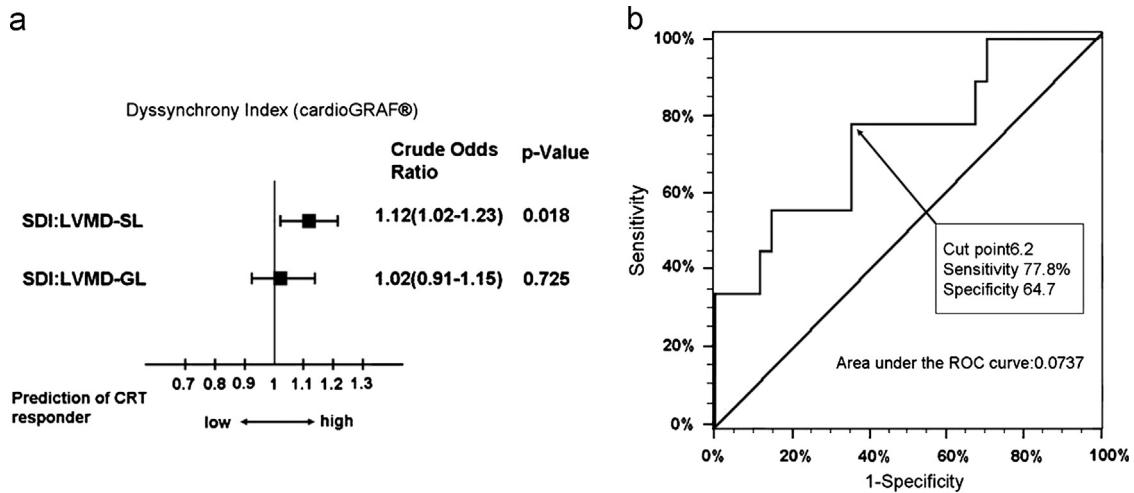 a
Dyssynchrony Index (cardioGRAF®)
Crude Odds Ratio
p-Value
SDI:LVMD-SL 1.12(1.02-1.23) 0.018
SDI:LVMD-GL 1.02(0.91-1.15) 0.725
0.7 0.8 0.9 1 1.1 1.2 1.3
Prediction of CRT
responder
low high
b
100%
80%
60%
40%
20%
0%
Sensitivity
Cut point6.2
Sensitivity 77.8%
Specificity 64.7
Area under the ROC curve:0.0737
0% 20% 40% 60% 80% 100%
1-Specificity